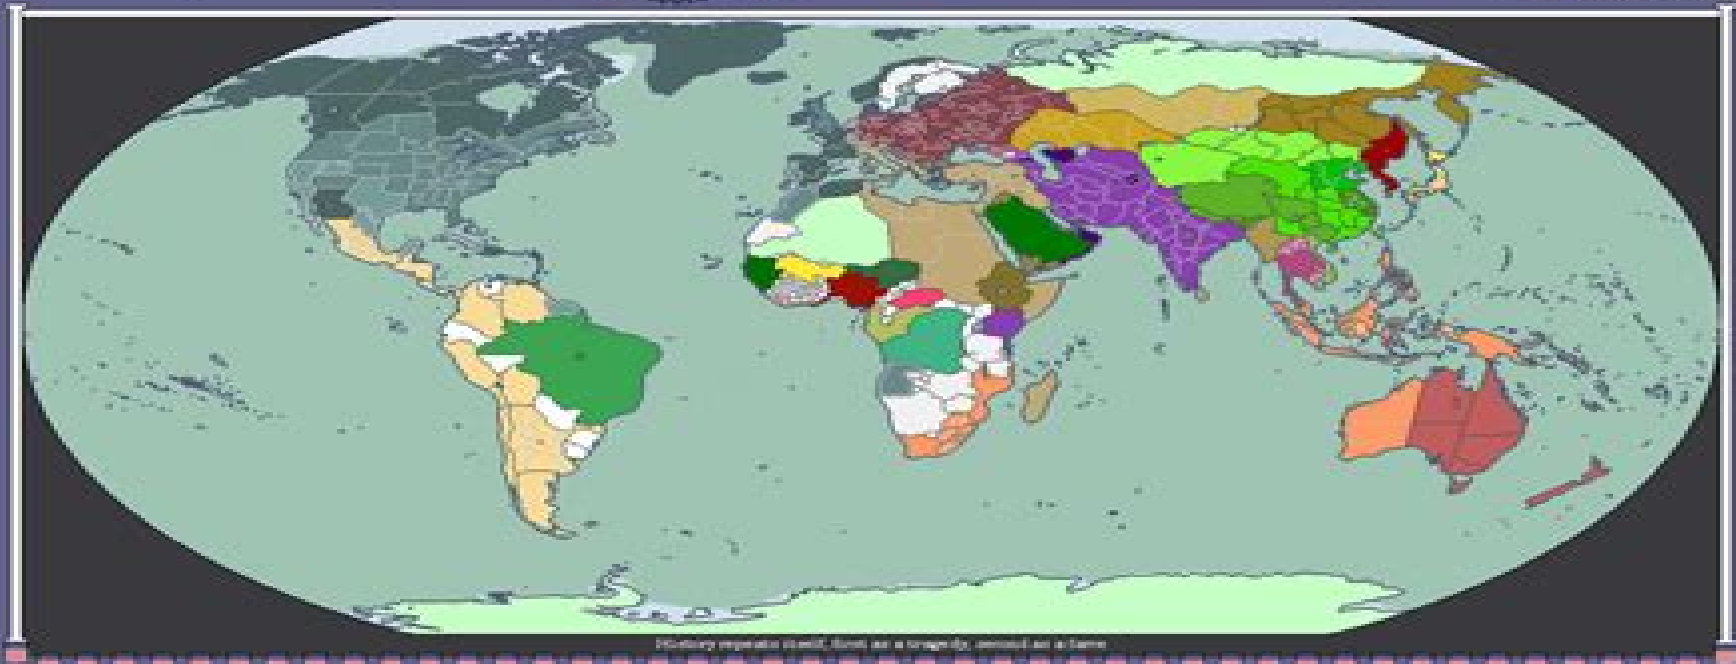 History repeats itself, first as a tragedy, second as a farce